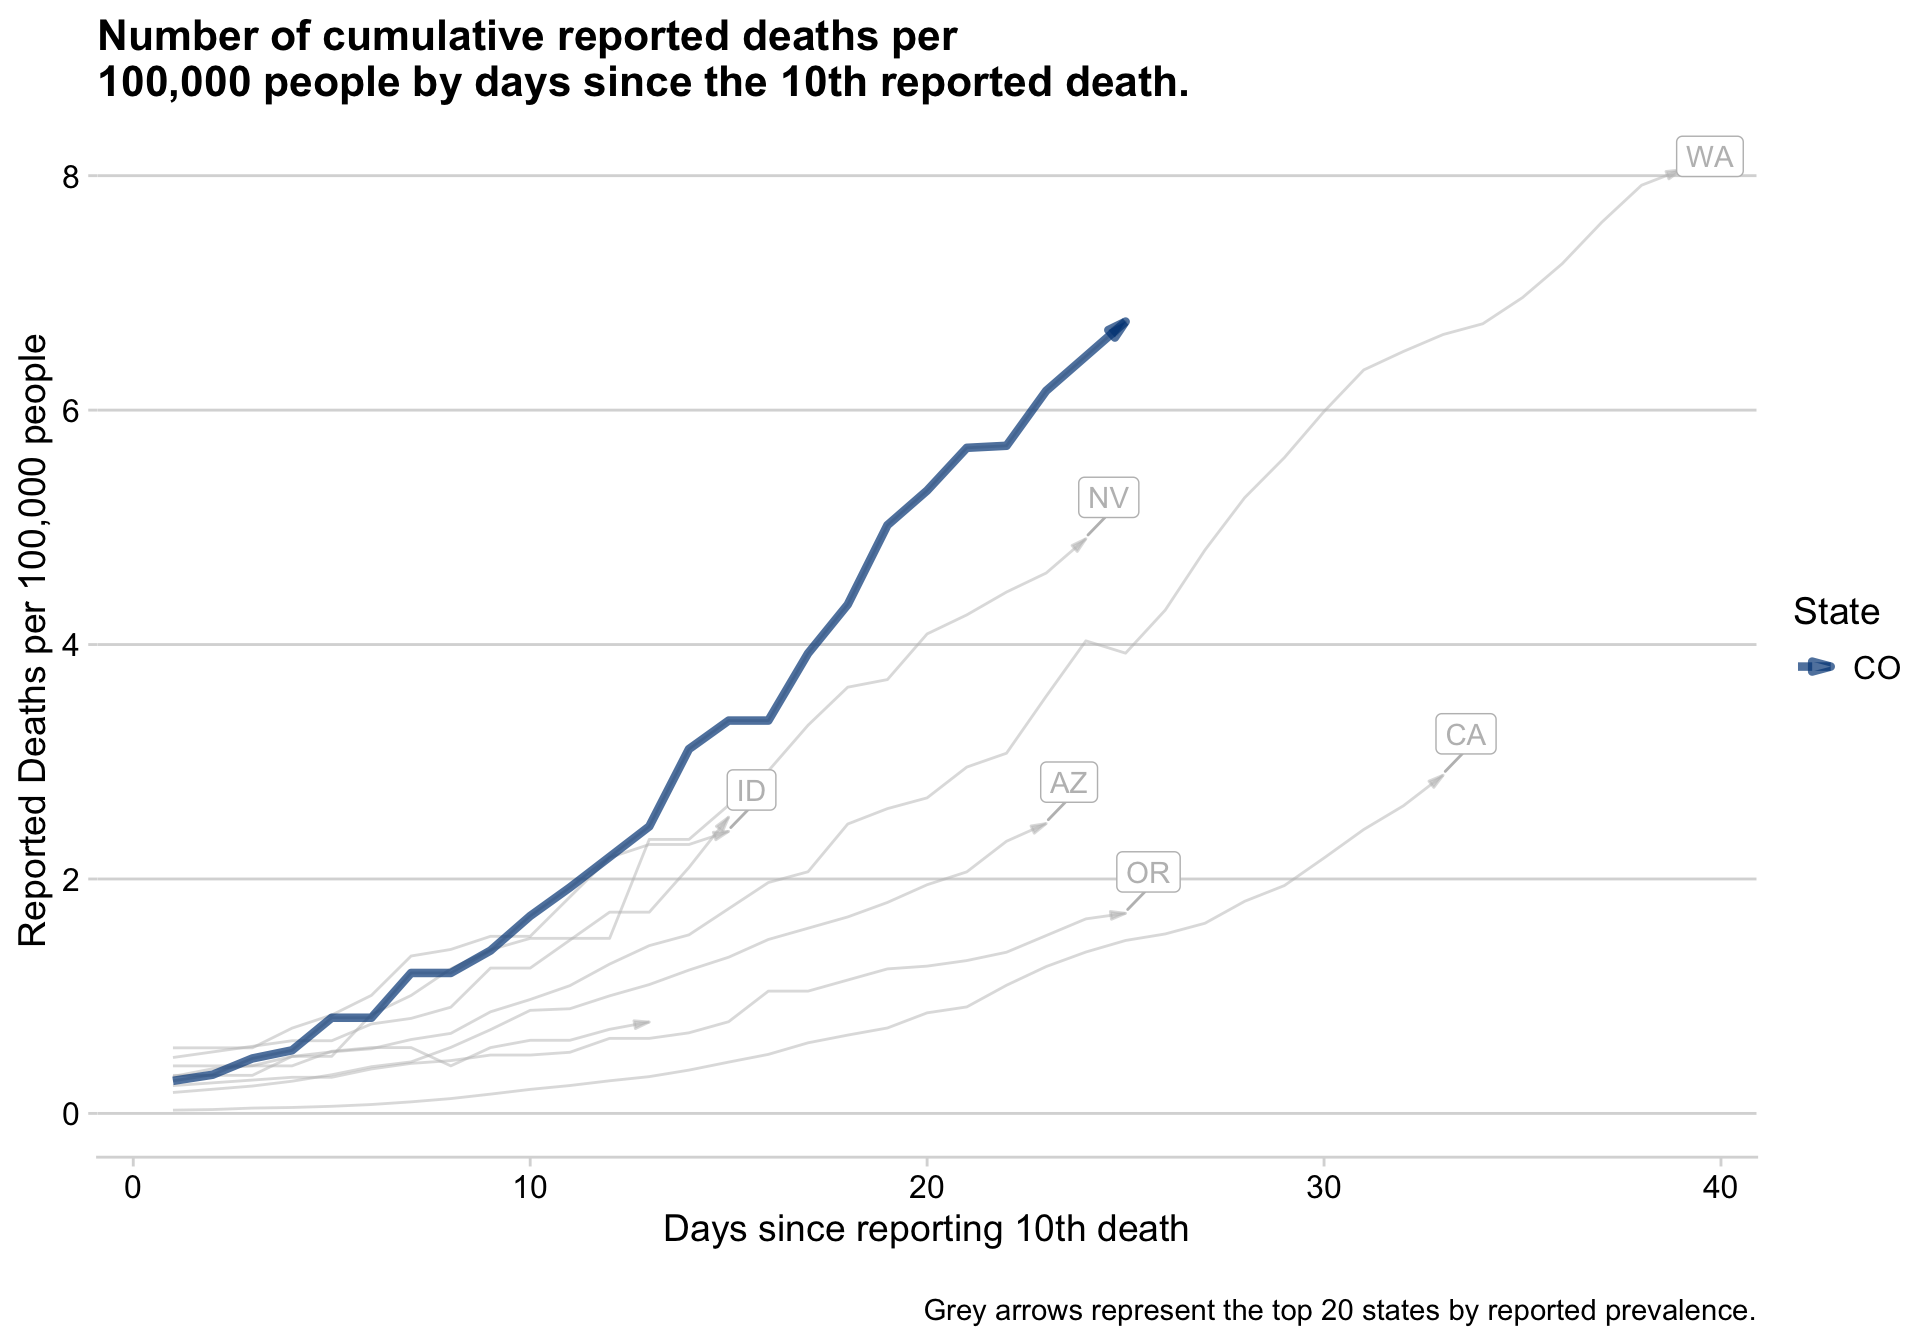 Number of cumulative reported deaths per
100,000 people by days since the 10th reported death.
Reported Deaths per 100,000 people
8
6
4
2
0
WA
NV
CA
ID
AZ
OR
State
CO
0 10 20 30 40
Days since reporting 10th death
Grey arrows represent the top 20 states by reported prevalence.